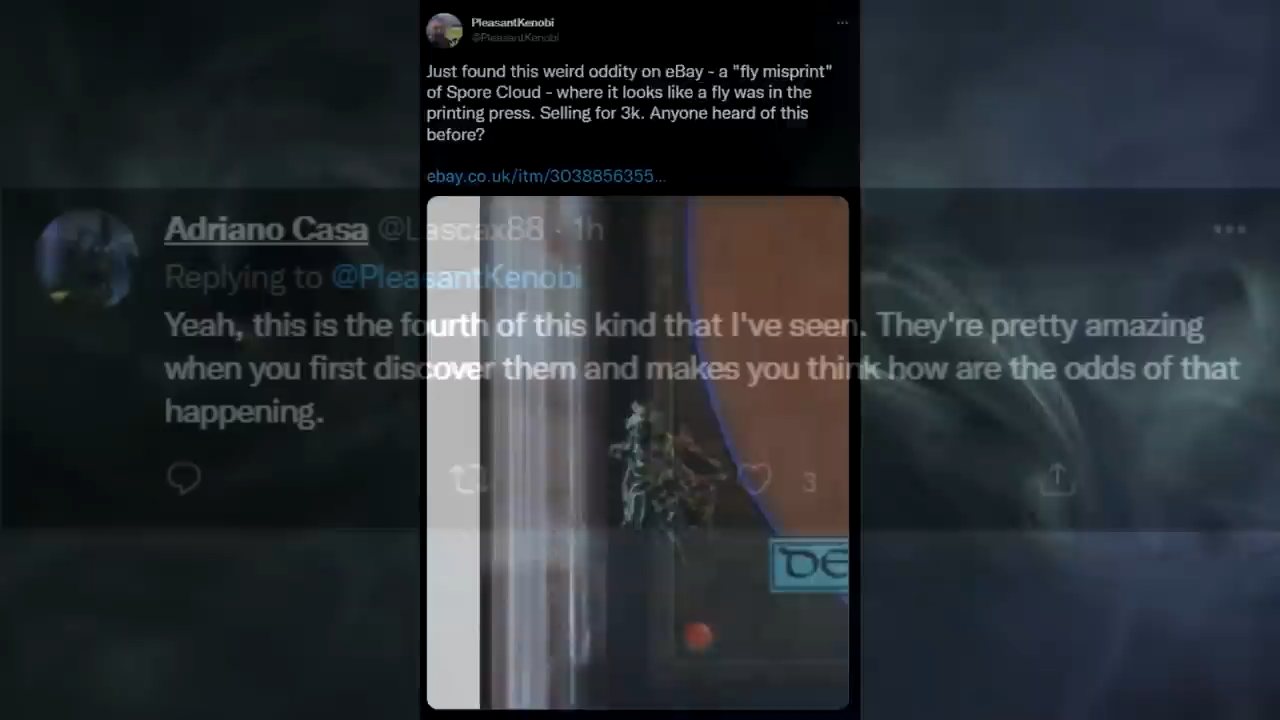 PleasantKenobi
@PleasantKenobi
Just found this weird oddity on eBay - a "fly misprint"
of Spore Cloud - where it looks like a fly was in the
printing press. Selling for 3k. Anyone heard of this
before?
ebay.co.uk/itm/3038856355...
Adriano Casa @Lascax88 · 1h
Replying to @PleasantKenobi
Yeah, this is the fourth of this kind that I've seen. They're pretty amazing
when you first discover them and makes you think how are the odds of that
happening.
3
DE